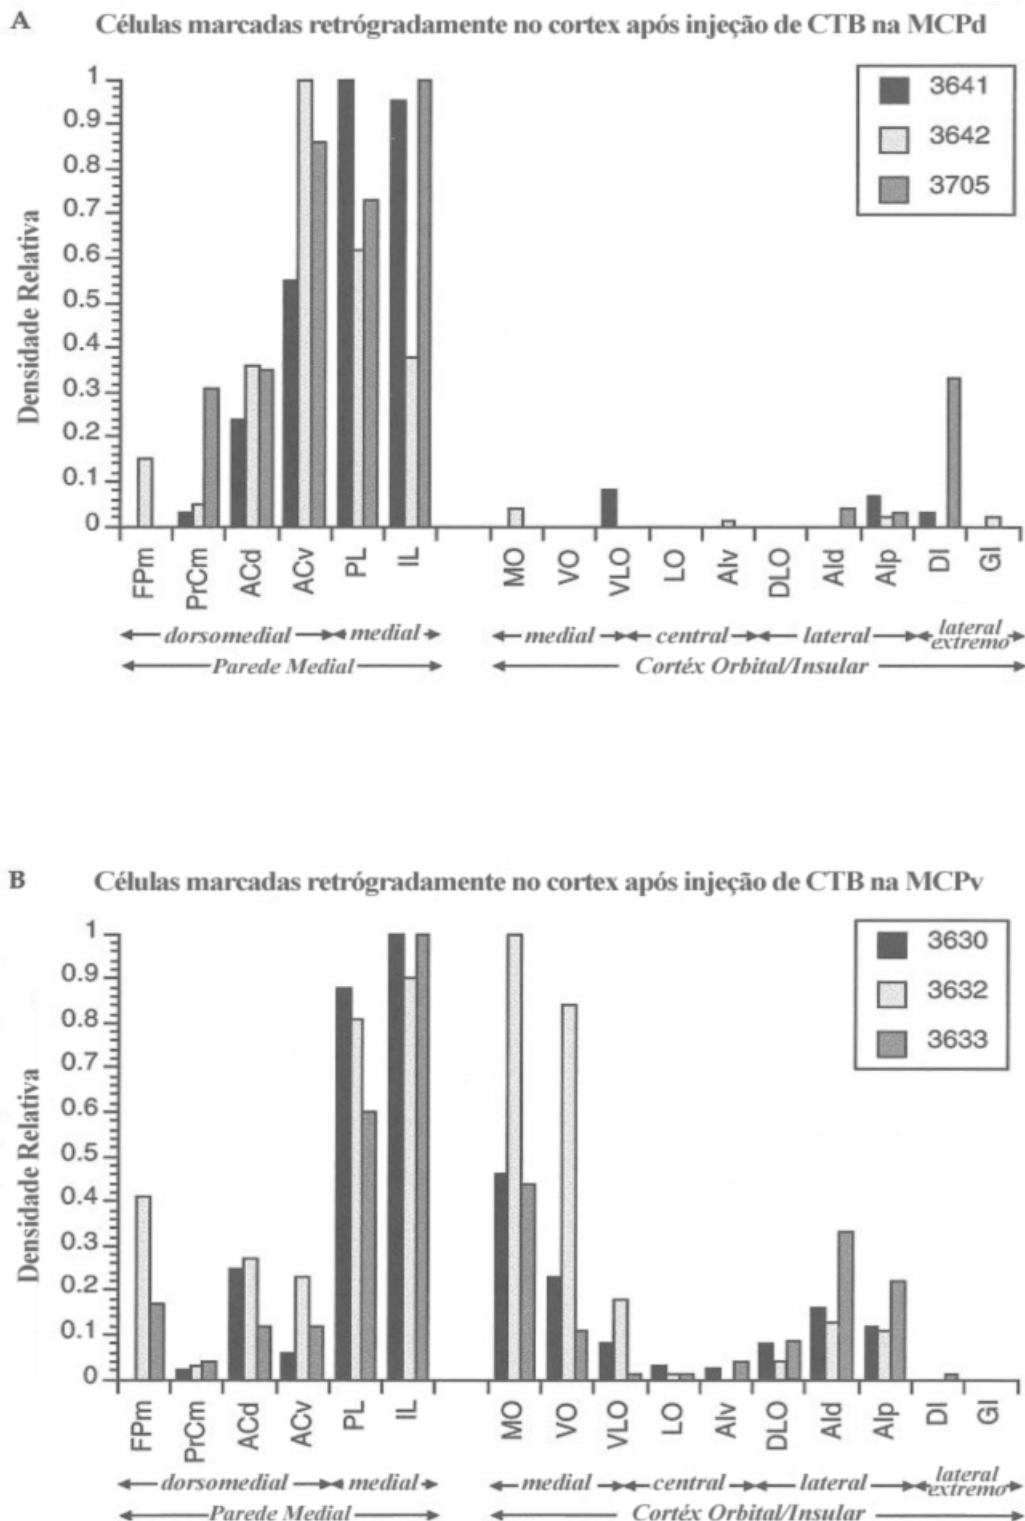 A Células marcadas retrógradamente no cortex após injeção de CTB na MCPd
3641
3642
3705
Densidade Relativa
1
0.9
0.8
0.7
0.6
0.5
0.4
0.3
0.2
0.1
0
FPm PrCm ACd ACv PL IL MO VO VLO LO AIv DLO AId AIp DI GI
dorsomedial medial medial central lateral lateral extremo
Parede Medial Cortéx Orbital/Insular
B Células marcadas retrógradamente no cortex após injeção de CTB na MCPv
3630
3632
3633
Densidade Relativa
1
0.9
0.8
0.7
0.6
0.5
0.4
0.3
0.2
0.1
0
FPm PrCm ACd ACv PL IL MO VO VLO LO AIv DLO AId AIp DI GI
dorsomedial medial medial central lateral lateral extremo
Parede Medial Cortéx Orbital/Insular